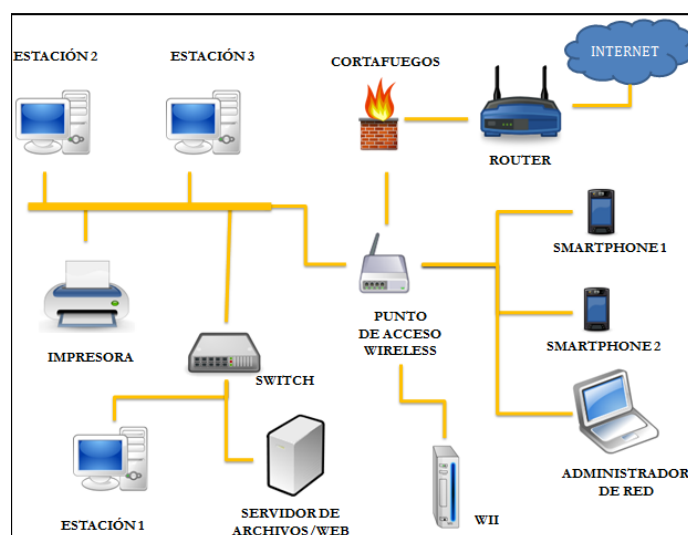 ESTACIÓN 2
ESTACIÓN 3
CORTAFUEGOS
INTERNET
ROUTER
SMARTPHONE 1
IMPRESORA
PUNTO
DE ACCESO
WIRELESS
SMARTPHONE 2
SWITCH
ESTACIÓN 1
SERVIDOR DE
ARCHIVOS/WEB
WII
ADMINISTRADOR
DE RED